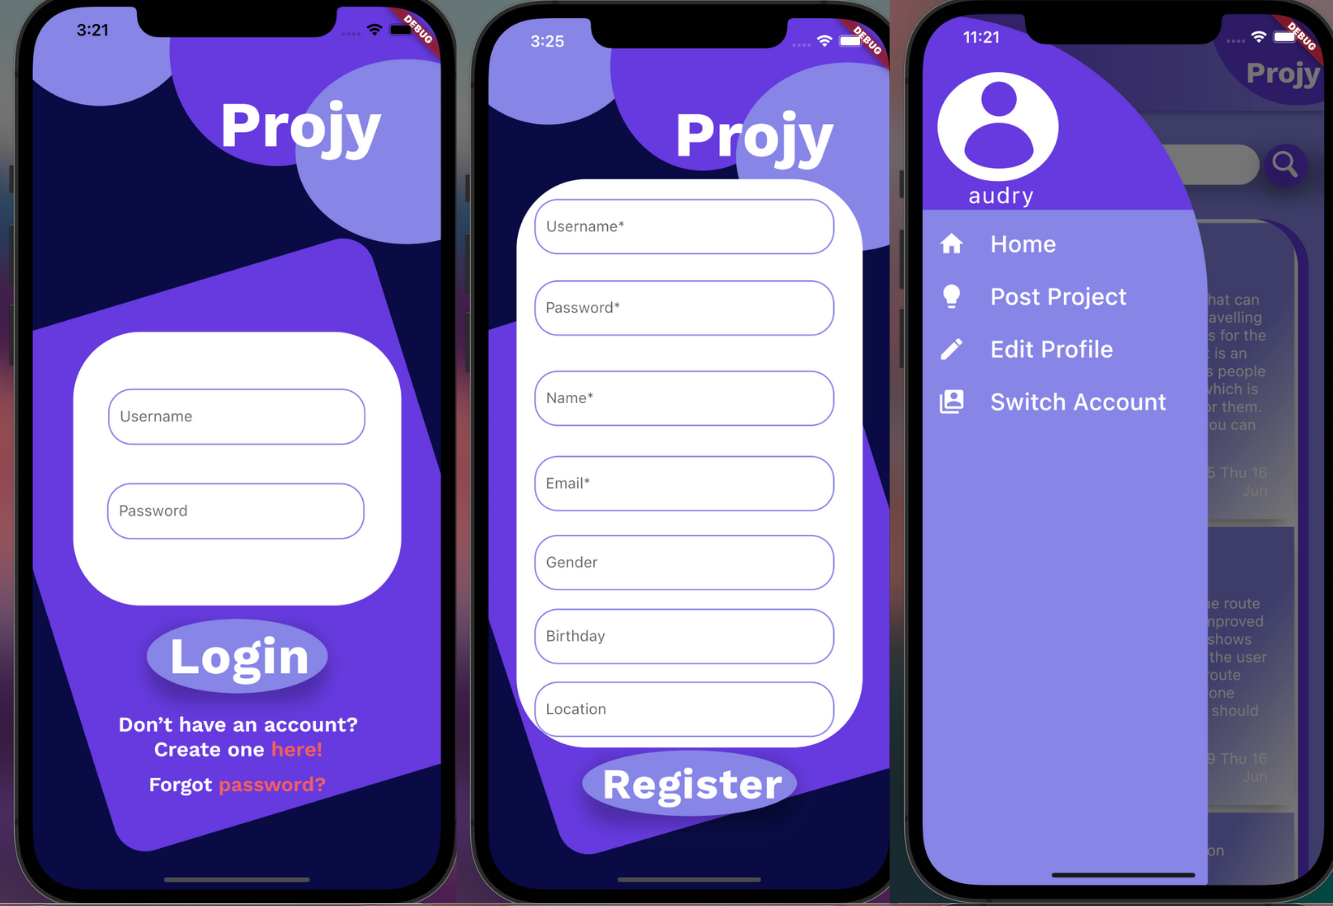 3:21
DEBUG
Projy
Username
Password
Login
Don't have an account?
Create one here!
Forgot password?
3:25
DEBUG
Projy
Username*
Password*
Name*
Email*
Gender
Birthday
Location
Register
11:21
DEBUG
Projy
audry
Home
Post Project
Edit Profile
Switch Account
hat can
avelling
s for the
is an
s people
which is
or them.
ou can
5 Thu 16
Jun
e route
mproved
shows
the user
route
one
should
9 Thu 16
Jun
on